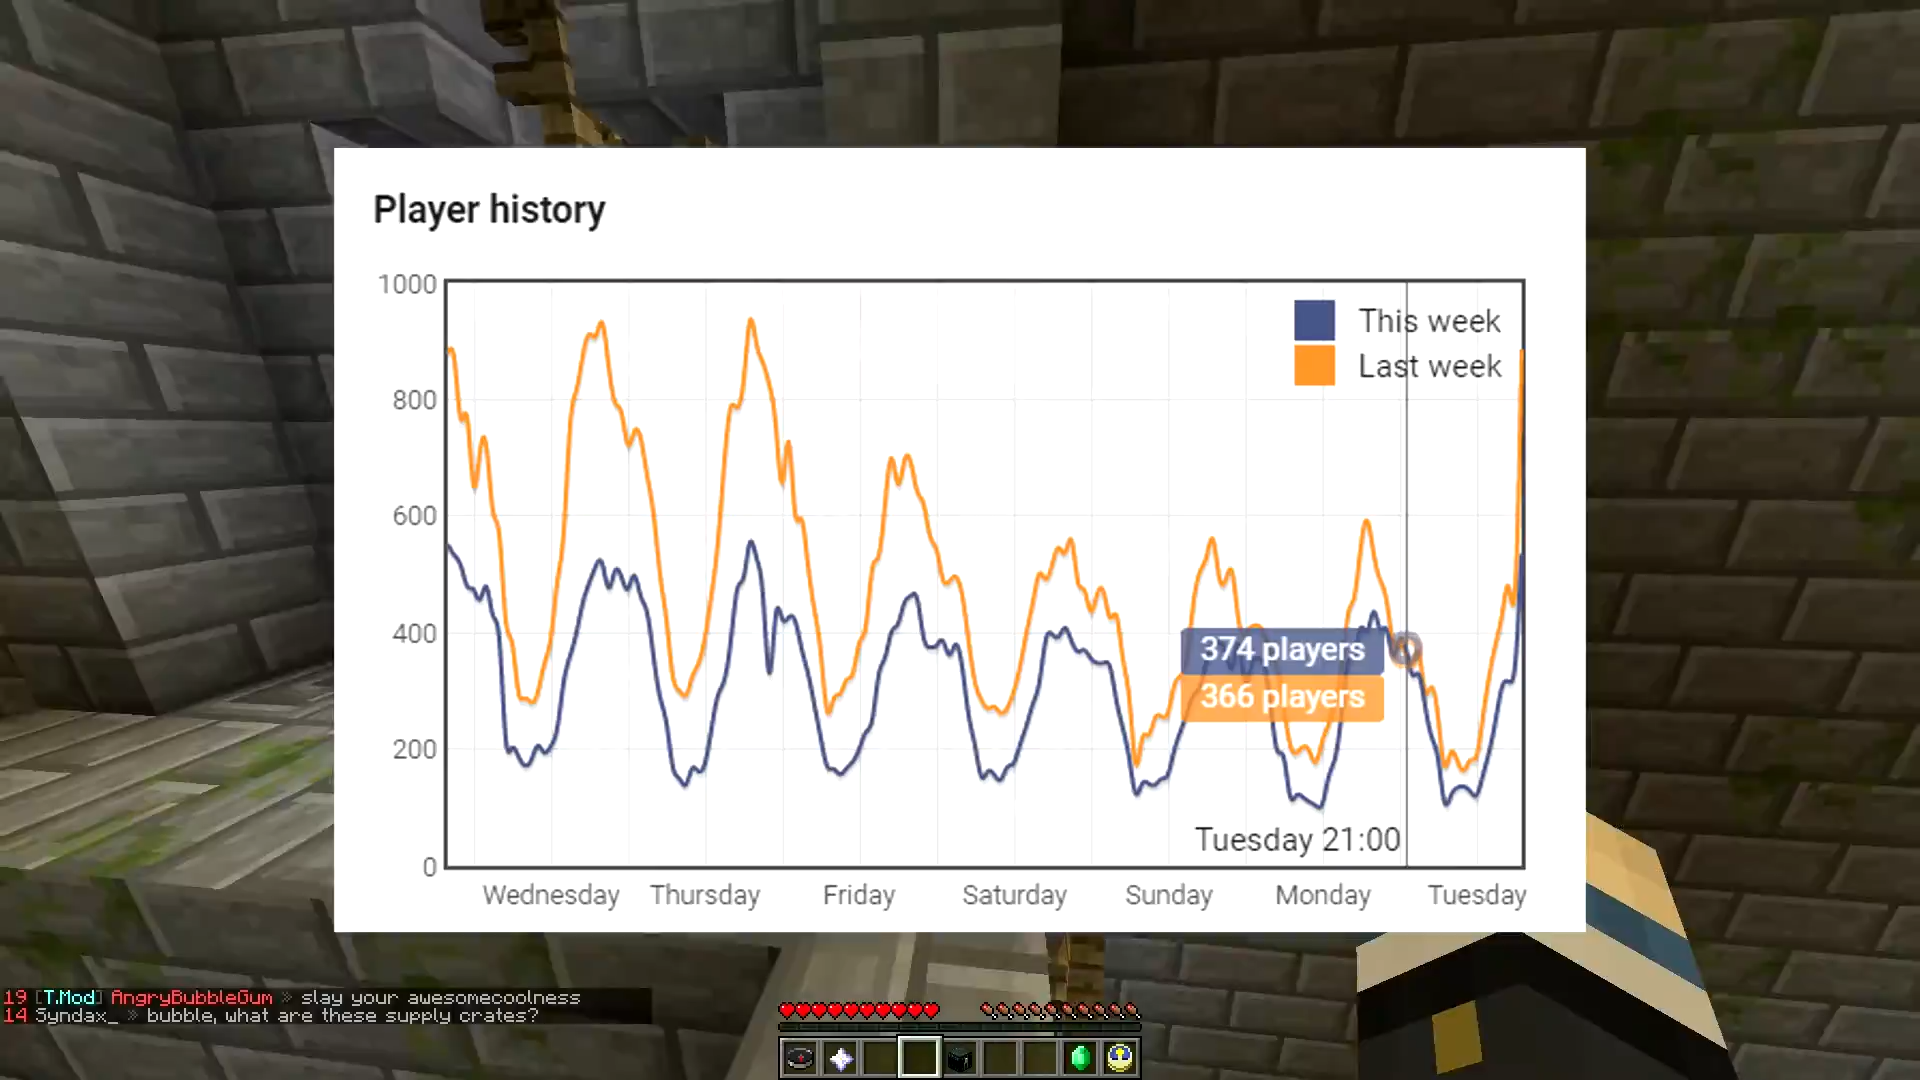 Player history
1000
800
600
400
200
0
This week
Last week
374 players
366 players
Tuesday 21:00
Wednesday Thursday Friday Saturday Sunday Monday Tuesday
19 [T.Mod] AngryBubbleGum » slay your awesomecoolness
14 Syndax_ » bubble, what are these supply crates?